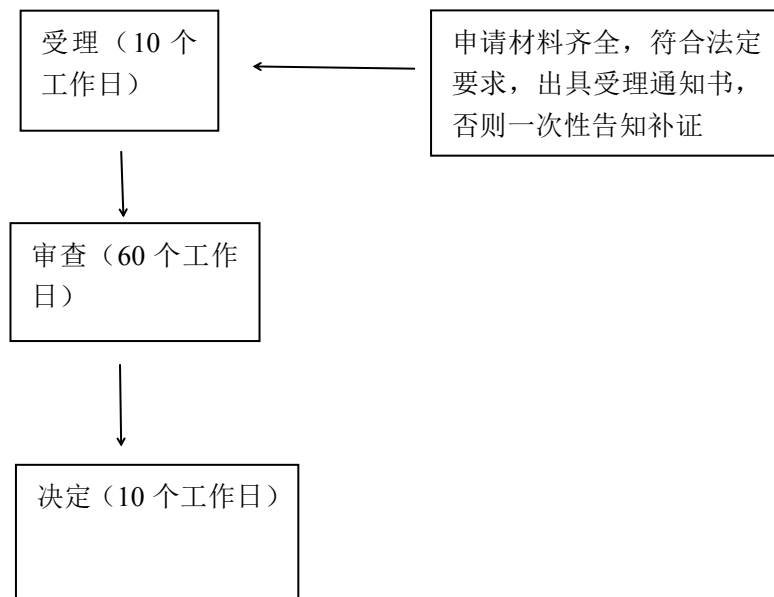 受理（10 个
工作日）
申请材料齐全，符合法定
要求，出具受理通知书，
否则一次性告知补证
审查（60 个工作
日）
决定（10 个工作日）